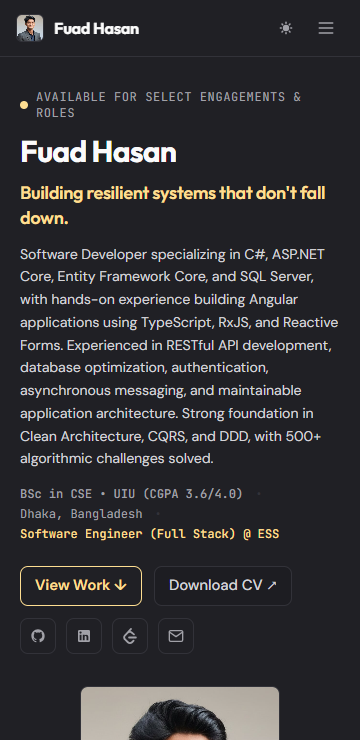 Fuad Hasan
AVAILABLE FOR SELECT ENGAGEMENTS &
ROLES
Fuad Hasan
Building resilient systems that don't fall
down.
Software Developer specializing in C#, ASP.NET
Core, Entity Framework Core, and SQL Server,
with hands-on experience building Angular
applications using TypeScript, RxJS, and Reactive
Forms. Experienced in RESTful API development,
database optimization, authentication,
asynchronous messaging, and maintainable
application architecture. Strong foundation in
Clean Architecture, CQRS, and DDD, with 500+
algorithmic challenges solved.
BSc in CSE • UIU (CGPA 3.6/4.0) ·
Dhaka, Bangladesh ·
Software Engineer (Full Stack) @ ESS
View Work ↓ Download CV ↗